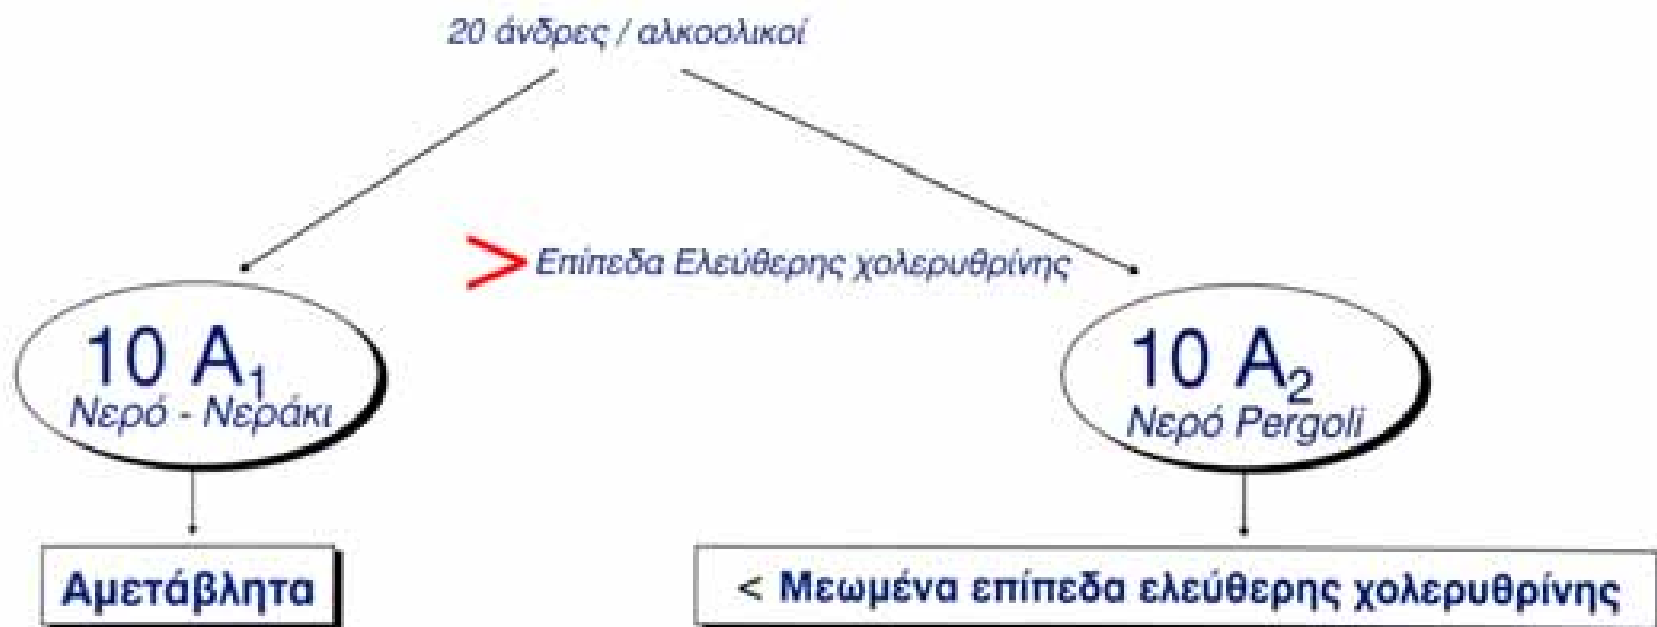 20 άνδρες / αλκοολικοί
> Επίπεδα Ελεύθερης χολερυθρίνης
10 A₁
Νερό - Νεράκι
10 A₂
Νερό Pergoli
Αμετάβλητα
< Μεωμένα επίπεδα ελεύθερης χολερυθρίνης